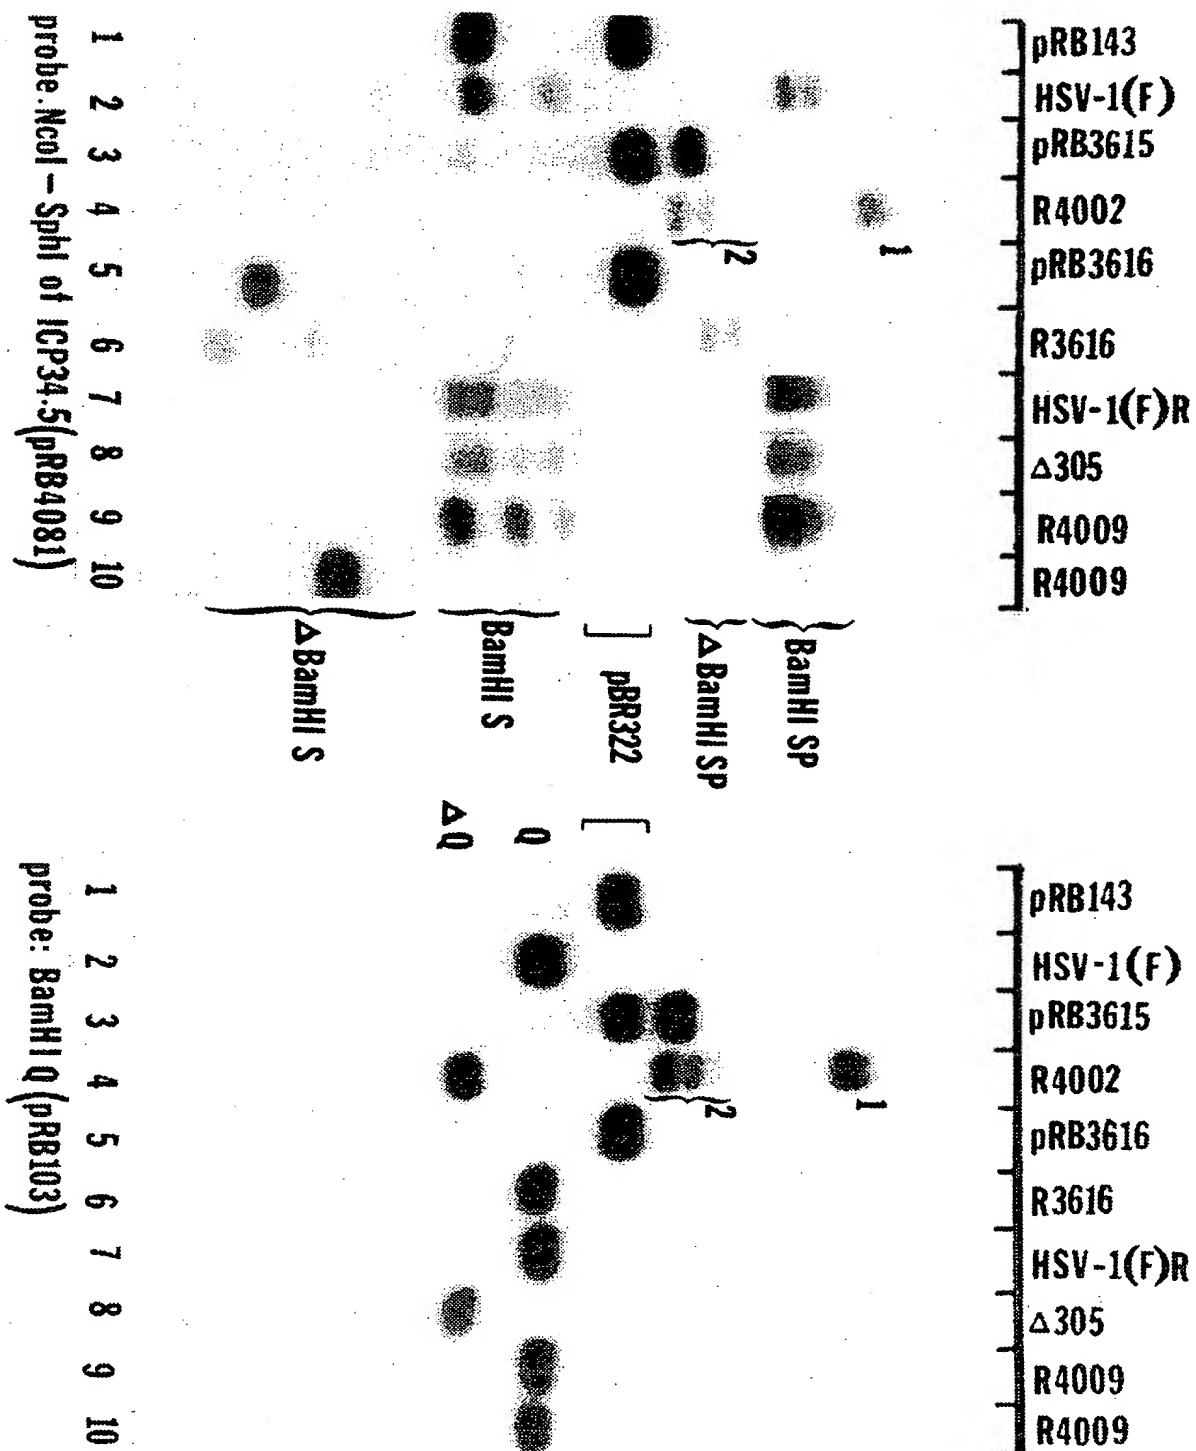 pRB143
HSV-1(F)
pRB3615
R4002
pRB3616
R3616
HSV-1(F)R
Δ305
R4009
R4009
BamHI SP
ΔBamHI SP
pBR322
BamHI S
ΔBamHI S
1
2
1 2 3 4 5 6 7 8 9 10
probe.NcoI-SphI of ICP34.5(pRB4081)
pRB143
HSV-1(F)
pRB3615
R4002
pRB3616
R3616
HSV-1(F)R
Δ305
R4009
R4009
1
2
Q
ΔQ
1 2 3 4 5 6 7 8 9 10
probe: BamHI Q (pRB103)